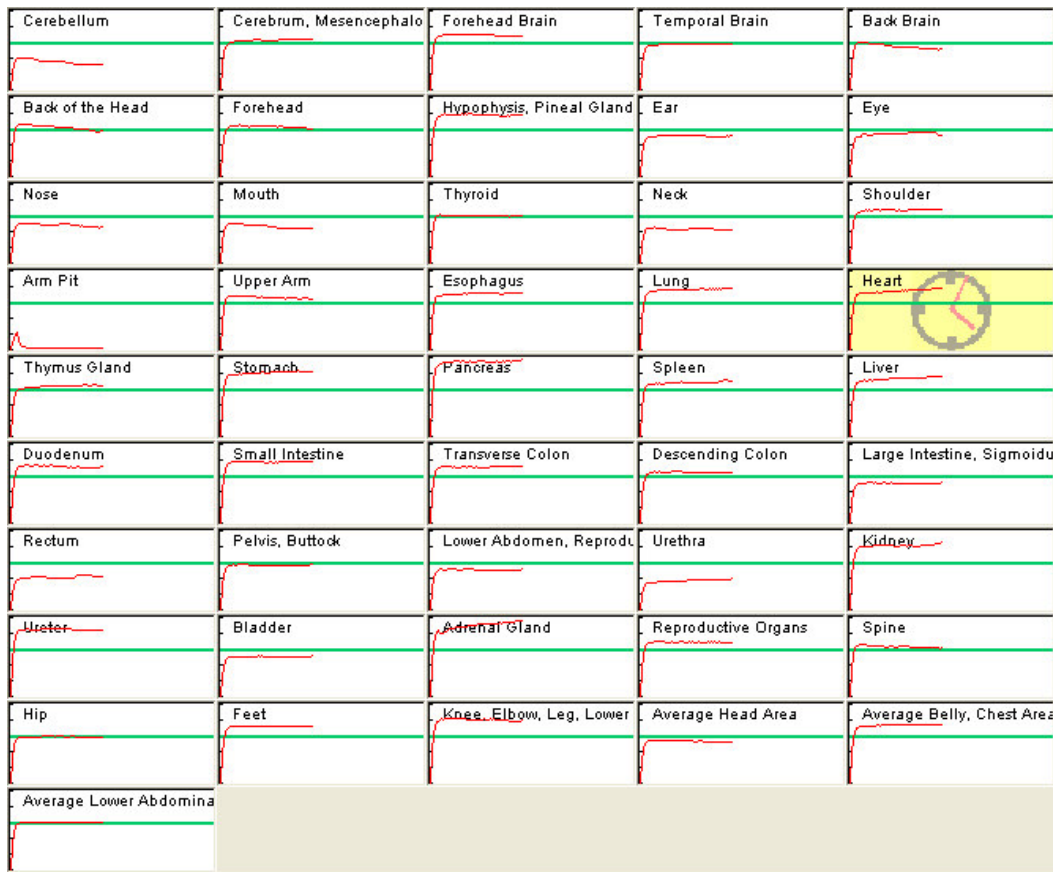 Cerebellum
Cerebrum, Mesencephalo
Forehead Brain
Temporal Brain
Back Brain
Back of the Head
Forehead
Hypophysis, Pineal Gland
Ear
Eye
Nose
Mouth
Thyroid
Neck
Shoulder
Arm Pit
Upper Arm
Esophagus
Lung
Heart
Thymus Gland
Stomach
Pancreas
Spleen
Liver
Duodenum
Small Intestine
Transverse Colon
Descending Colon
Large Intestine, Sigmoidu
Rectum
Pelvis, Buttock
Lower Abdomen, Reprodu
Urethra
Kidney
Ureter
Bladder
Adrenal Gland
Reproductive Organs
Spine
Hip
Feet
Knee, Elbow, Leg, Lower
Average Head Area
Average Belly, Chest Area
Average Lower Abdomina